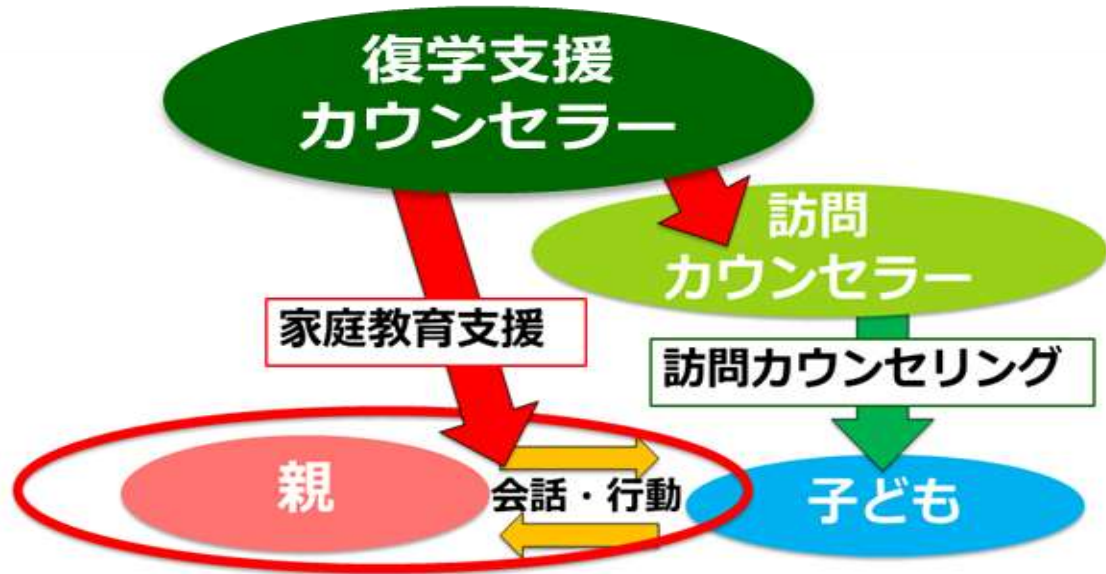 復学支援
カウンセラー
訪問
カウンセラー
家庭教育支援
訪問カウンセリング
親
会話・行動
子ども